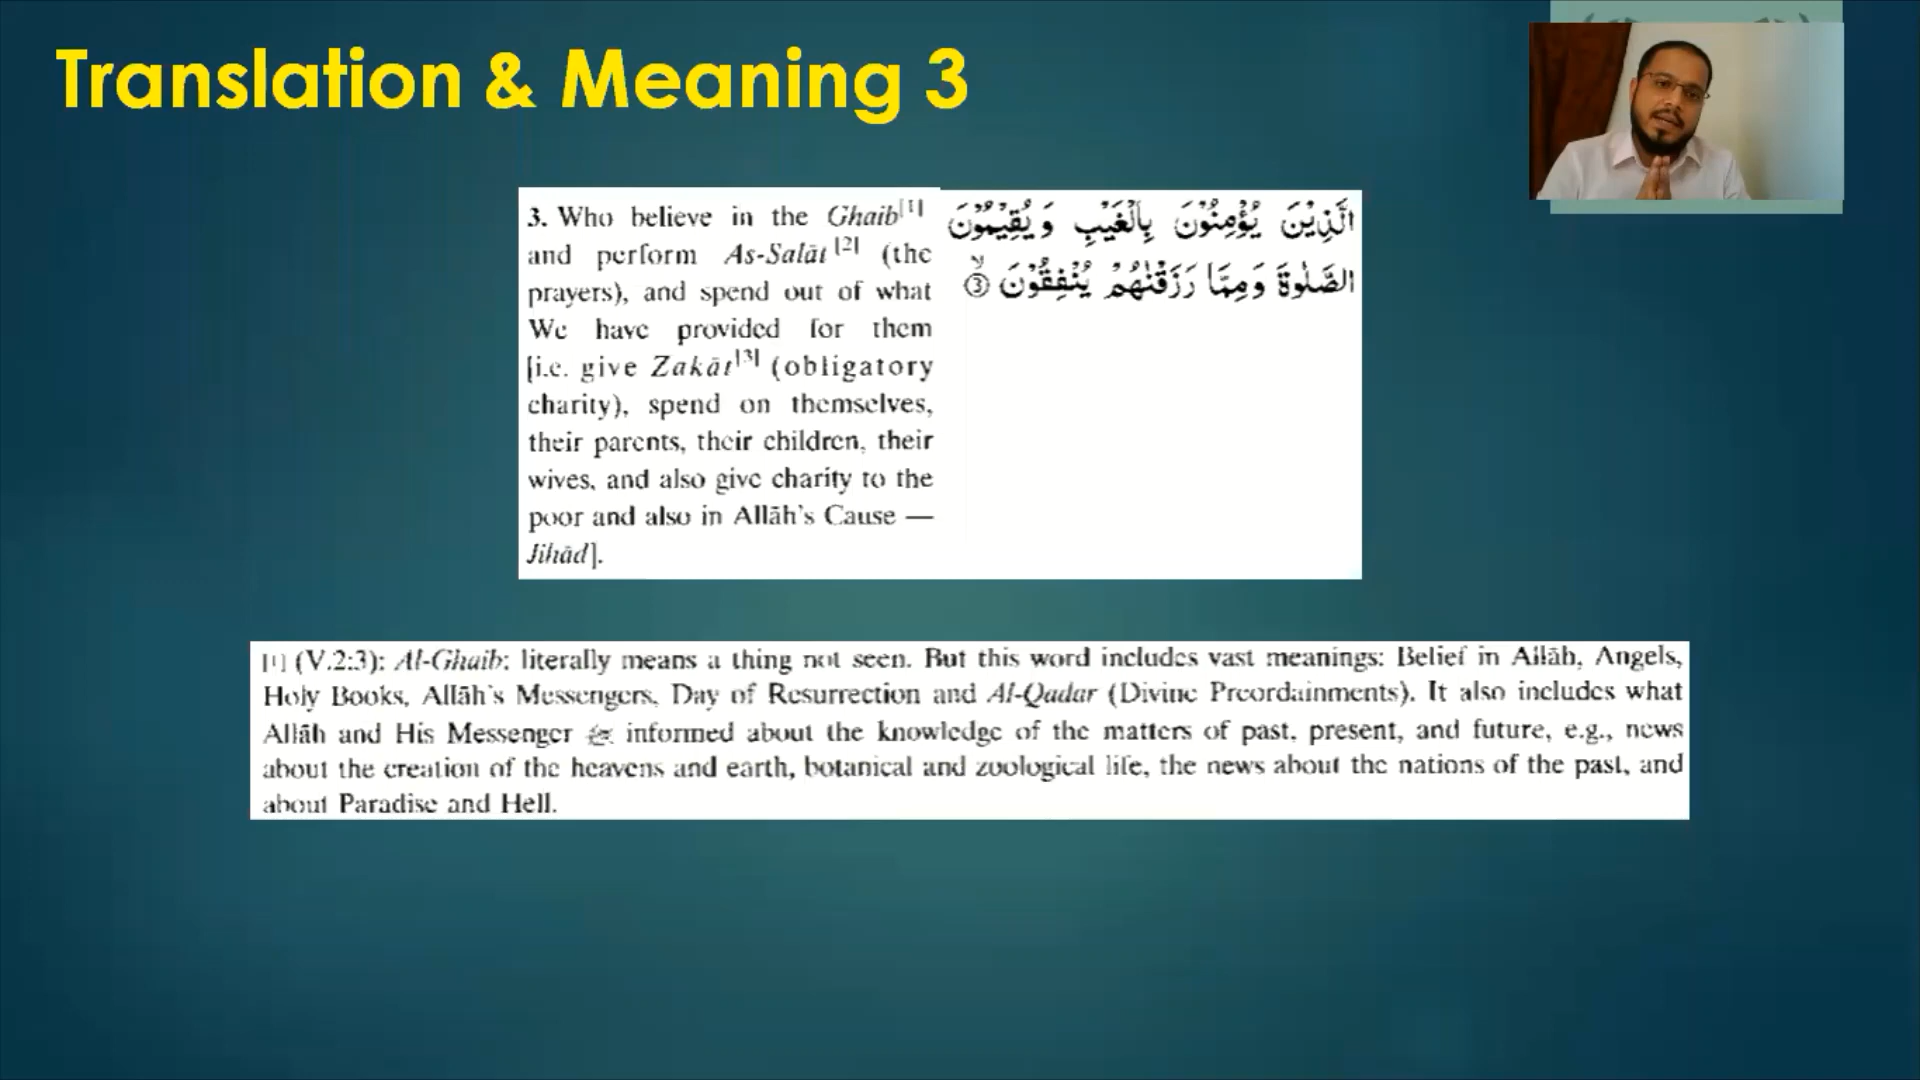 Translation & Meaning 3
3. Who believe in the Ghaib[1]
and perform As-Salāt [2] (the
prayers), and spend out of what
We have provided for them
[i.e. give Zakāt[3] (obligatory
charity), spend on themselves,
their parents, their children, their
wives, and also give charity to the
poor and also in Allāh's Cause —
Jihād].
الَّذِيْنَ يُؤْمِنُوْنَ بِالْغَيْبِ وَيُقِيْمُوْنَ
الصَّلٰوةَ وَمِمَّا رَزَقْنٰهُمْ يُنْفِقُوْنَ ③ۙ
[1] (V.2:3): Al-Ghaib: literally means a thing not seen. But this word includes vast meanings: Belief in Allāh, Angels,
Holy Books, Allāh's Messengers, Day of Resurrection and Al-Qadar (Divine Preordainments). It also includes what
Allāh and His Messenger ﷺ informed about the knowledge of the matters of past, present, and future, e.g., news
about the creation of the heavens and earth, botanical and zoological life, the news about the nations of the past, and
about Paradise and Hell.